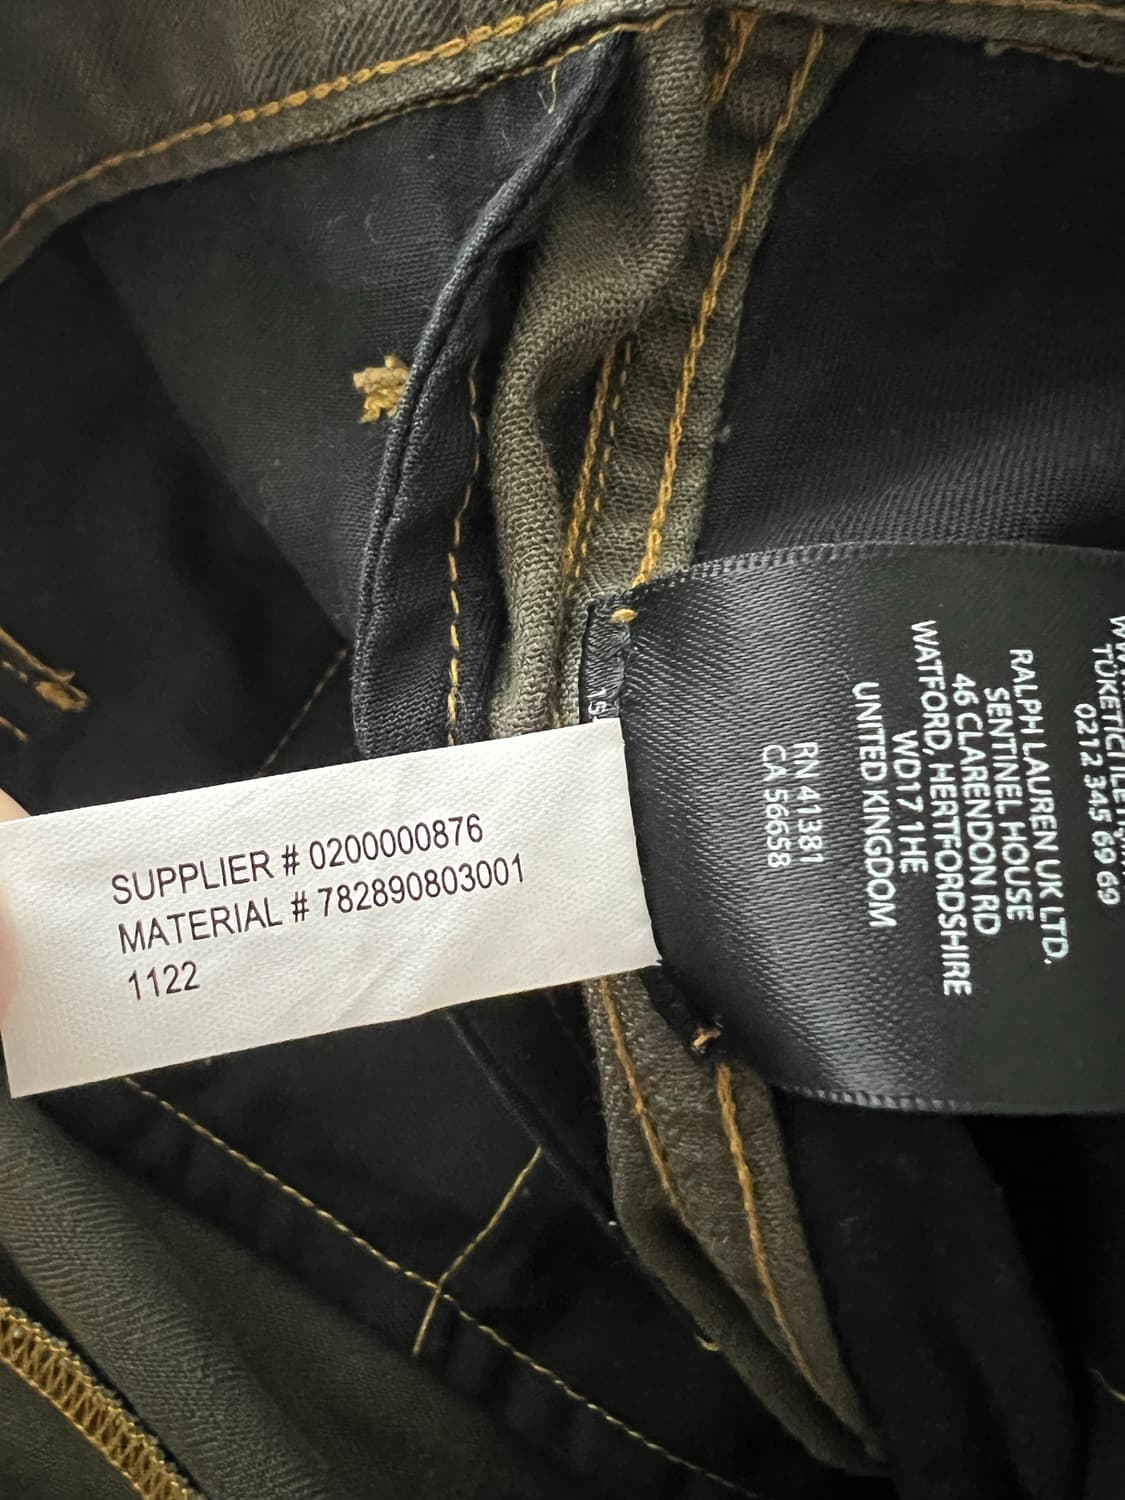 SUPPLIER # 0200000876
MATERIAL # 782890803001
1122
0212 345 69 69
RALPH LAUREN UK LTD.
SENTINEL HOUSE
46 CLARENDON RD
WATFORD, HERTFORDSHIRE
WD17 1HE
UNITED KINGDOM
RN 41381
CA 56658